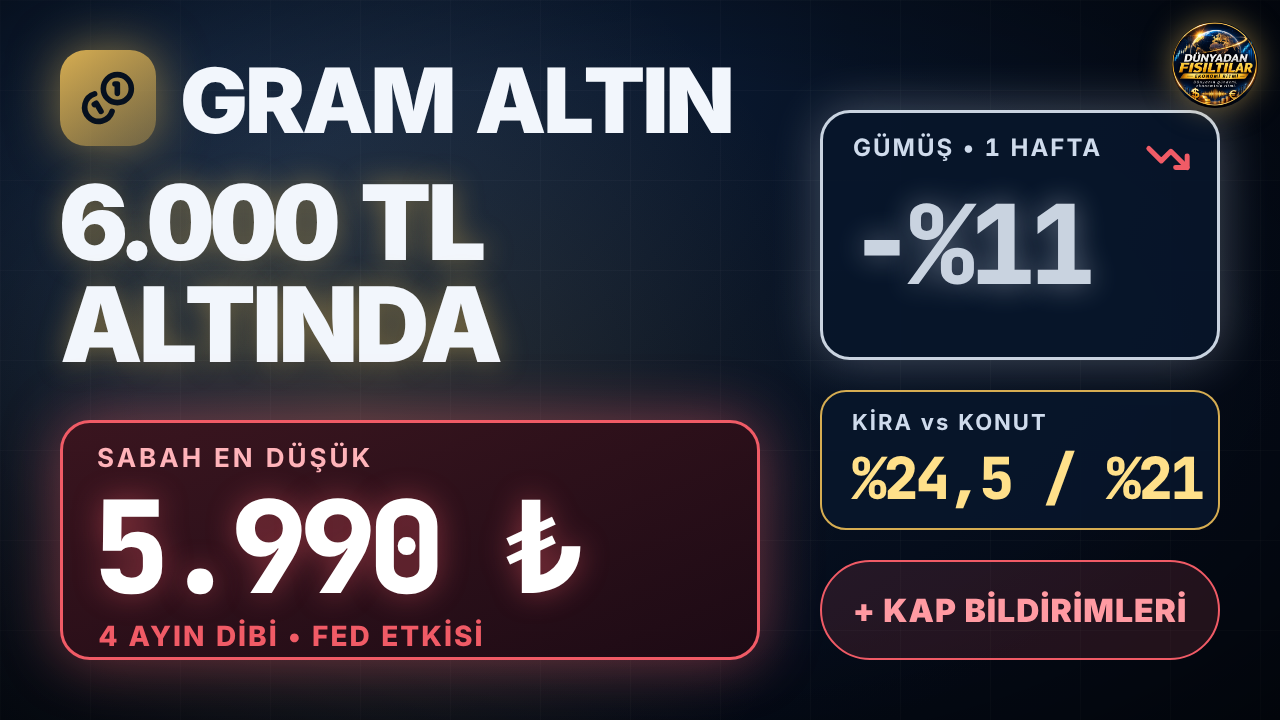 GRAM ALTIN
6.000 TL
ALTINDA
SABAH EN DÜŞÜK
5.990 ₺
4 AYIN DİBİ • FED ETKİSİ
DÜNYADAN
FISILTILAR
GÜMÜŞ • 1 HAFTA
-%11
KİRA vs KONUT
%24,5 / %21
+ KAP BİLDİRİMLERİ